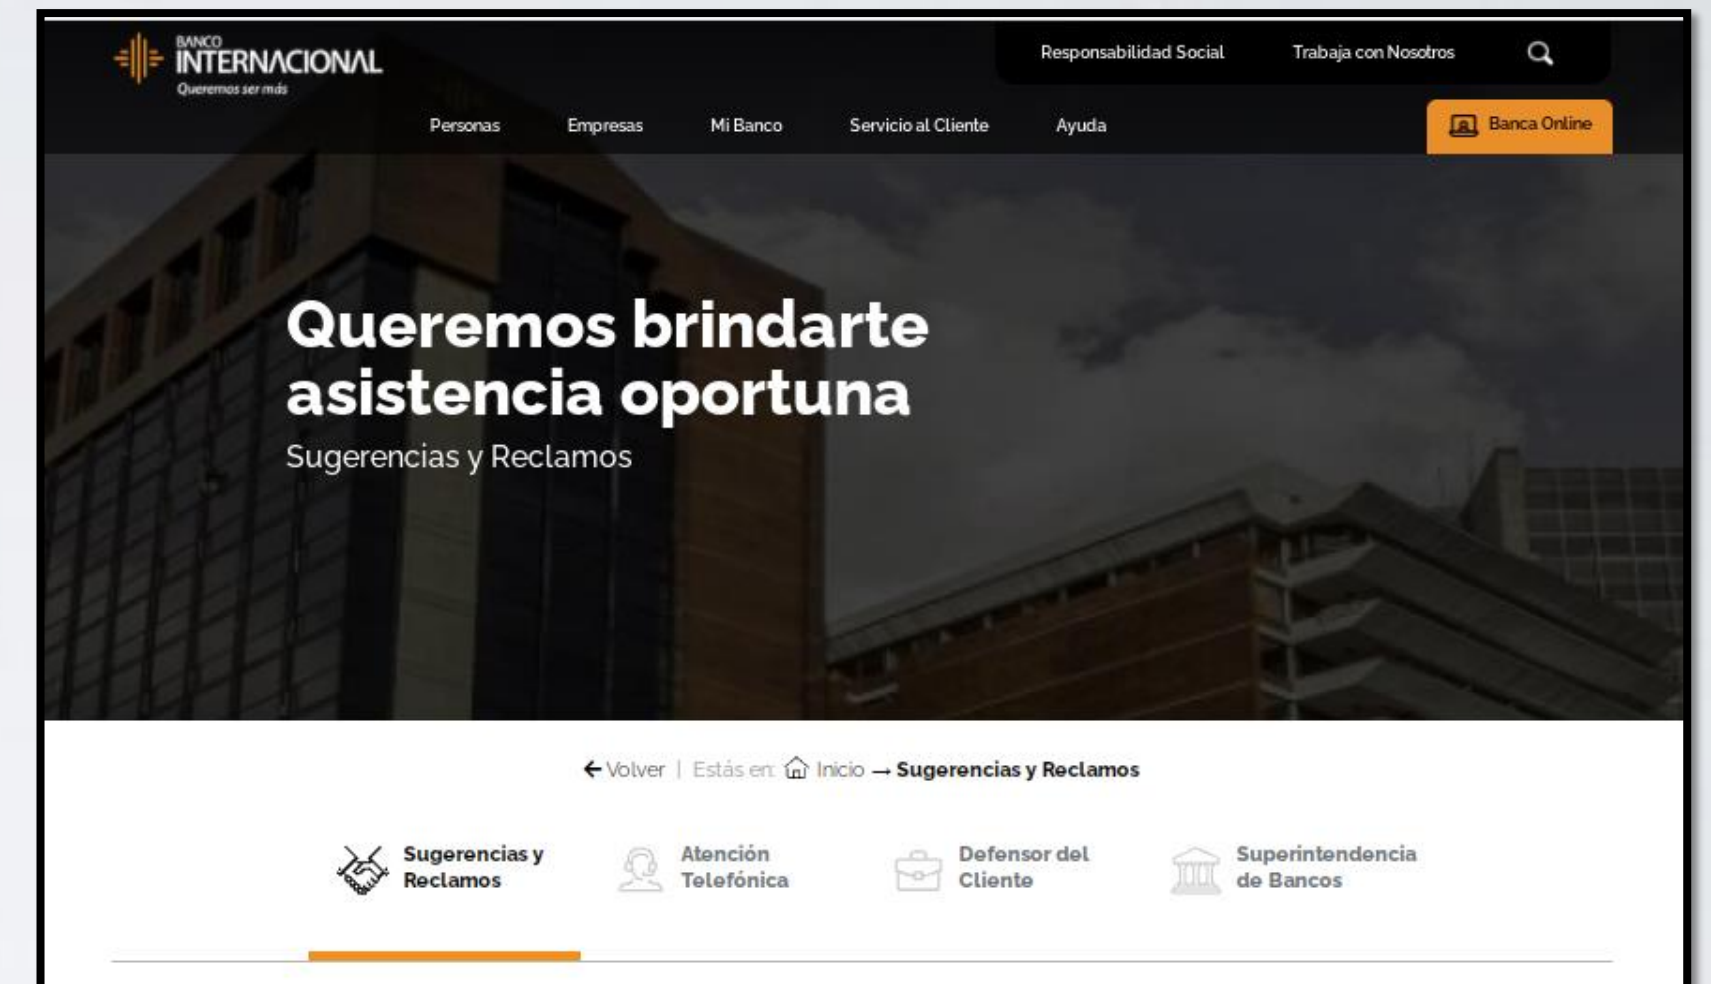 BANCO
INTERNACIONAL
Queremos ser más
Responsabilidad Social
Trabaja con Nosotros
Personas
Empresas
Mi Banco
Servicio al Cliente
Ayuda
Banca Online
Queremos brindarte
asistencia oportuna
Sugerencias y Reclamos
Volver | Estás en: Inicio → Sugerencias y Reclamos
Sugerencias y
Reclamos
Atención
Telefónica
Defensor del
Cliente
Superintendencia
de Bancos